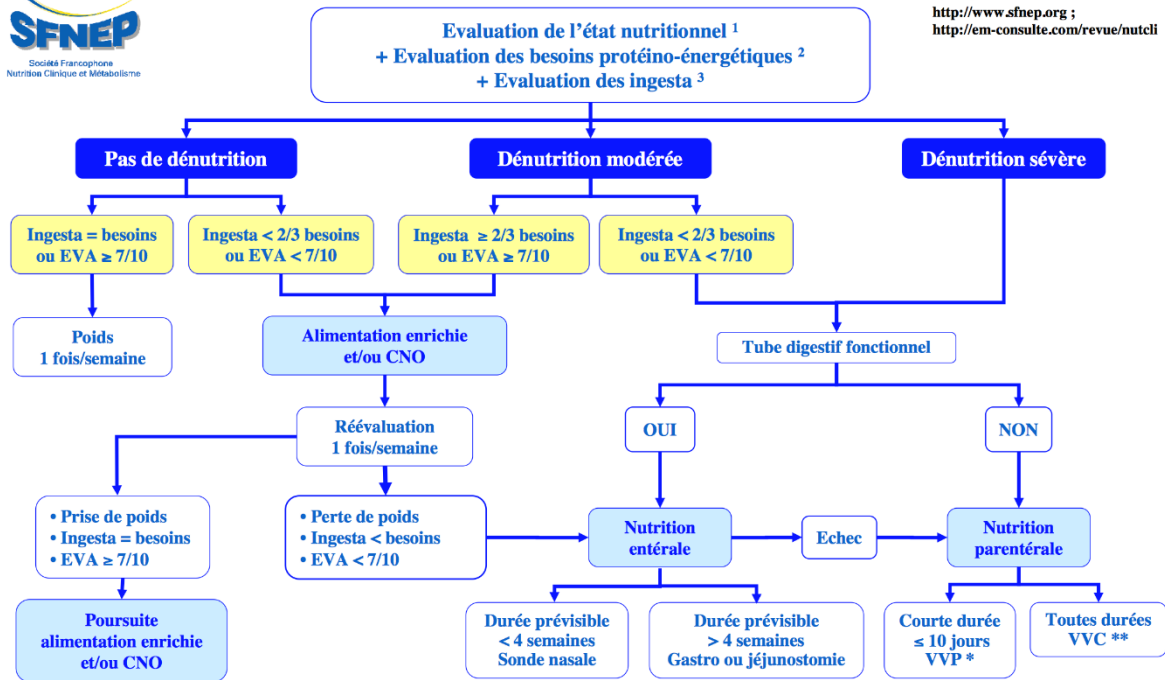 SFNEP
Société Francophone
Nutrition Clinique et Métabolisme
http://www.sfnep.org ;
http://em-consulte.com/revue/nutcli
Evaluation de l'état nutritionnel ¹
+ Evaluation des besoins protéino-énergétiques ²
+ Evaluation des ingesta ³
Pas de dénutrition
Dénutrition modérée
Dénutrition sévère
Ingesta = besoins
ou EVA ≥ 7/10
Ingesta < 2/3 besoins
ou EVA < 7/10
Ingesta ≥ 2/3 besoins
ou EVA ≥ 7/10
Ingesta < 2/3 besoins
ou EVA < 7/10
Poids
1 fois/semaine
Alimentation enrichie
et/ou CNO
Tube digestif fonctionnel
Réévaluation
1 fois/semaine
OUI
NON
• Prise de poids
• Ingesta = besoins
• EVA ≥ 7/10
• Perte de poids
• Ingesta < besoins
• EVA < 7/10
Nutrition
entérale
Echec
Nutrition
parentérale
Poursuite
alimentation enrichie
et/ou CNO
Durée prévisible
< 4 semaines
Sonde nasale
Durée prévisible
> 4 semaines
Gastro ou jéjunostomie
Courte durée
≤ 10 jours
VVP *
Toutes durées
VVC **